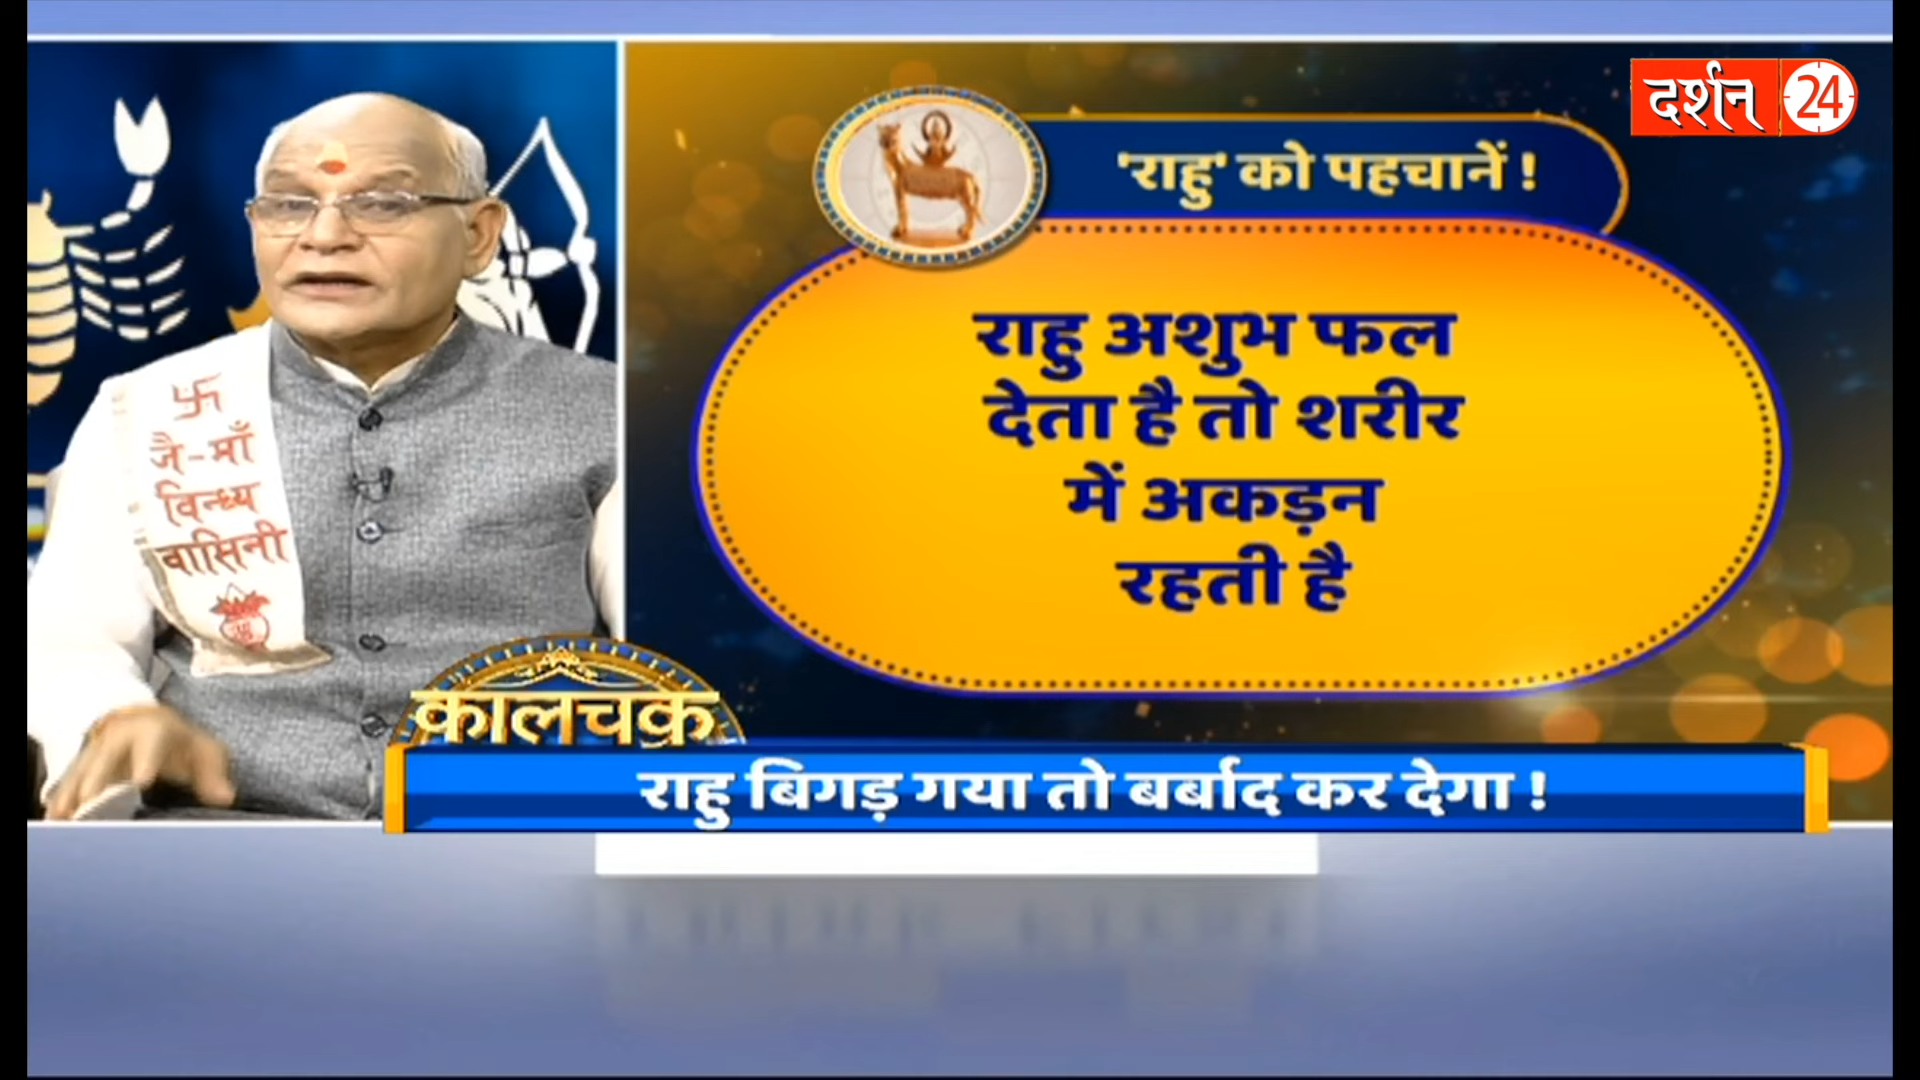 दर्शन 24
'राहु' को पहचानें !
राहु अशुभ फल
देता है तो शरीर
में अकड़न
रहती है
जै-माँ
विन्ध्य
वासिनी
कालचक्र
राहु बिगड़ गया तो बर्बाद कर देगा !